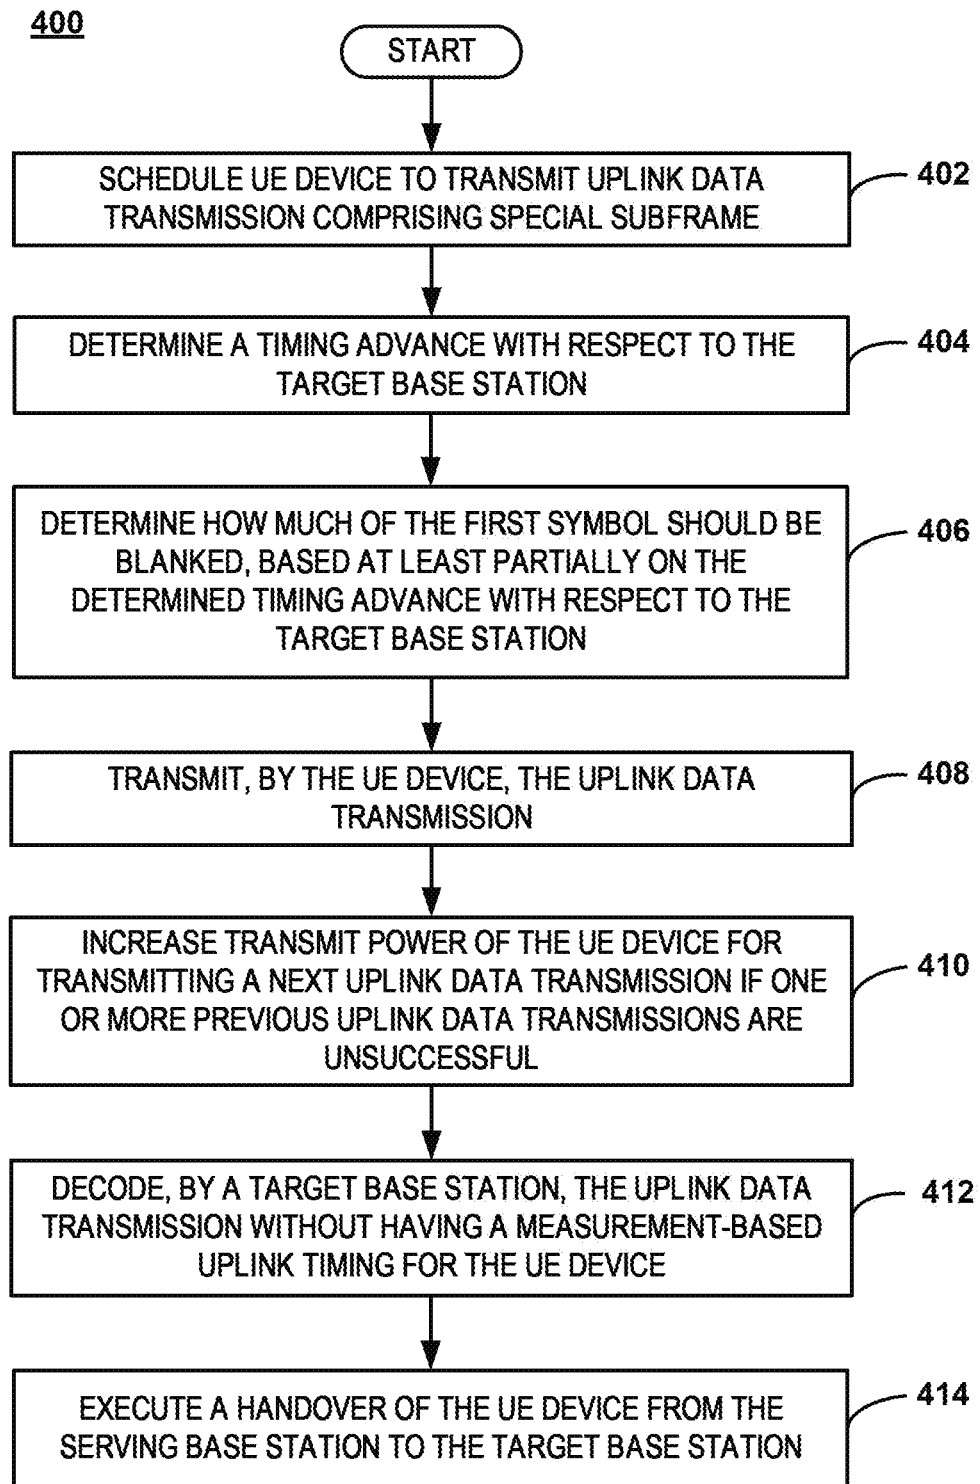 400
START
SCHEDULE UE DEVICE TO TRANSMIT UPLINK DATA
TRANSMISSION COMPRISING SPECIAL SUBFRAME
402
DETERMINE A TIMING ADVANCE WITH RESPECT TO THE
TARGET BASE STATION
404
DETERMINE HOW MUCH OF THE FIRST SYMBOL SHOULD BE
BLANKED, BASED AT LEAST PARTIALLY ON THE
DETERMINED TIMING ADVANCE WITH RESPECT TO THE
TARGET BASE STATION
406
TRANSMIT, BY THE UE DEVICE, THE UPLINK DATA
TRANSMISSION
408
INCREASE TRANSMIT POWER OF THE UE DEVICE FOR
TRANSMITTING A NEXT UPLINK DATA TRANSMISSION IF ONE
OR MORE PREVIOUS UPLINK DATA TRANSMISSIONS ARE
UNSUCCESSFUL
410
DECODE, BY A TARGET BASE STATION, THE UPLINK DATA
TRANSMISSION WITHOUT HAVING A MEASUREMENT-BASED
UPLINK TIMING FOR THE UE DEVICE
412
EXECUTE A HANDOVER OF THE UE DEVICE FROM THE
SERVING BASE STATION TO THE TARGET BASE STATION
414